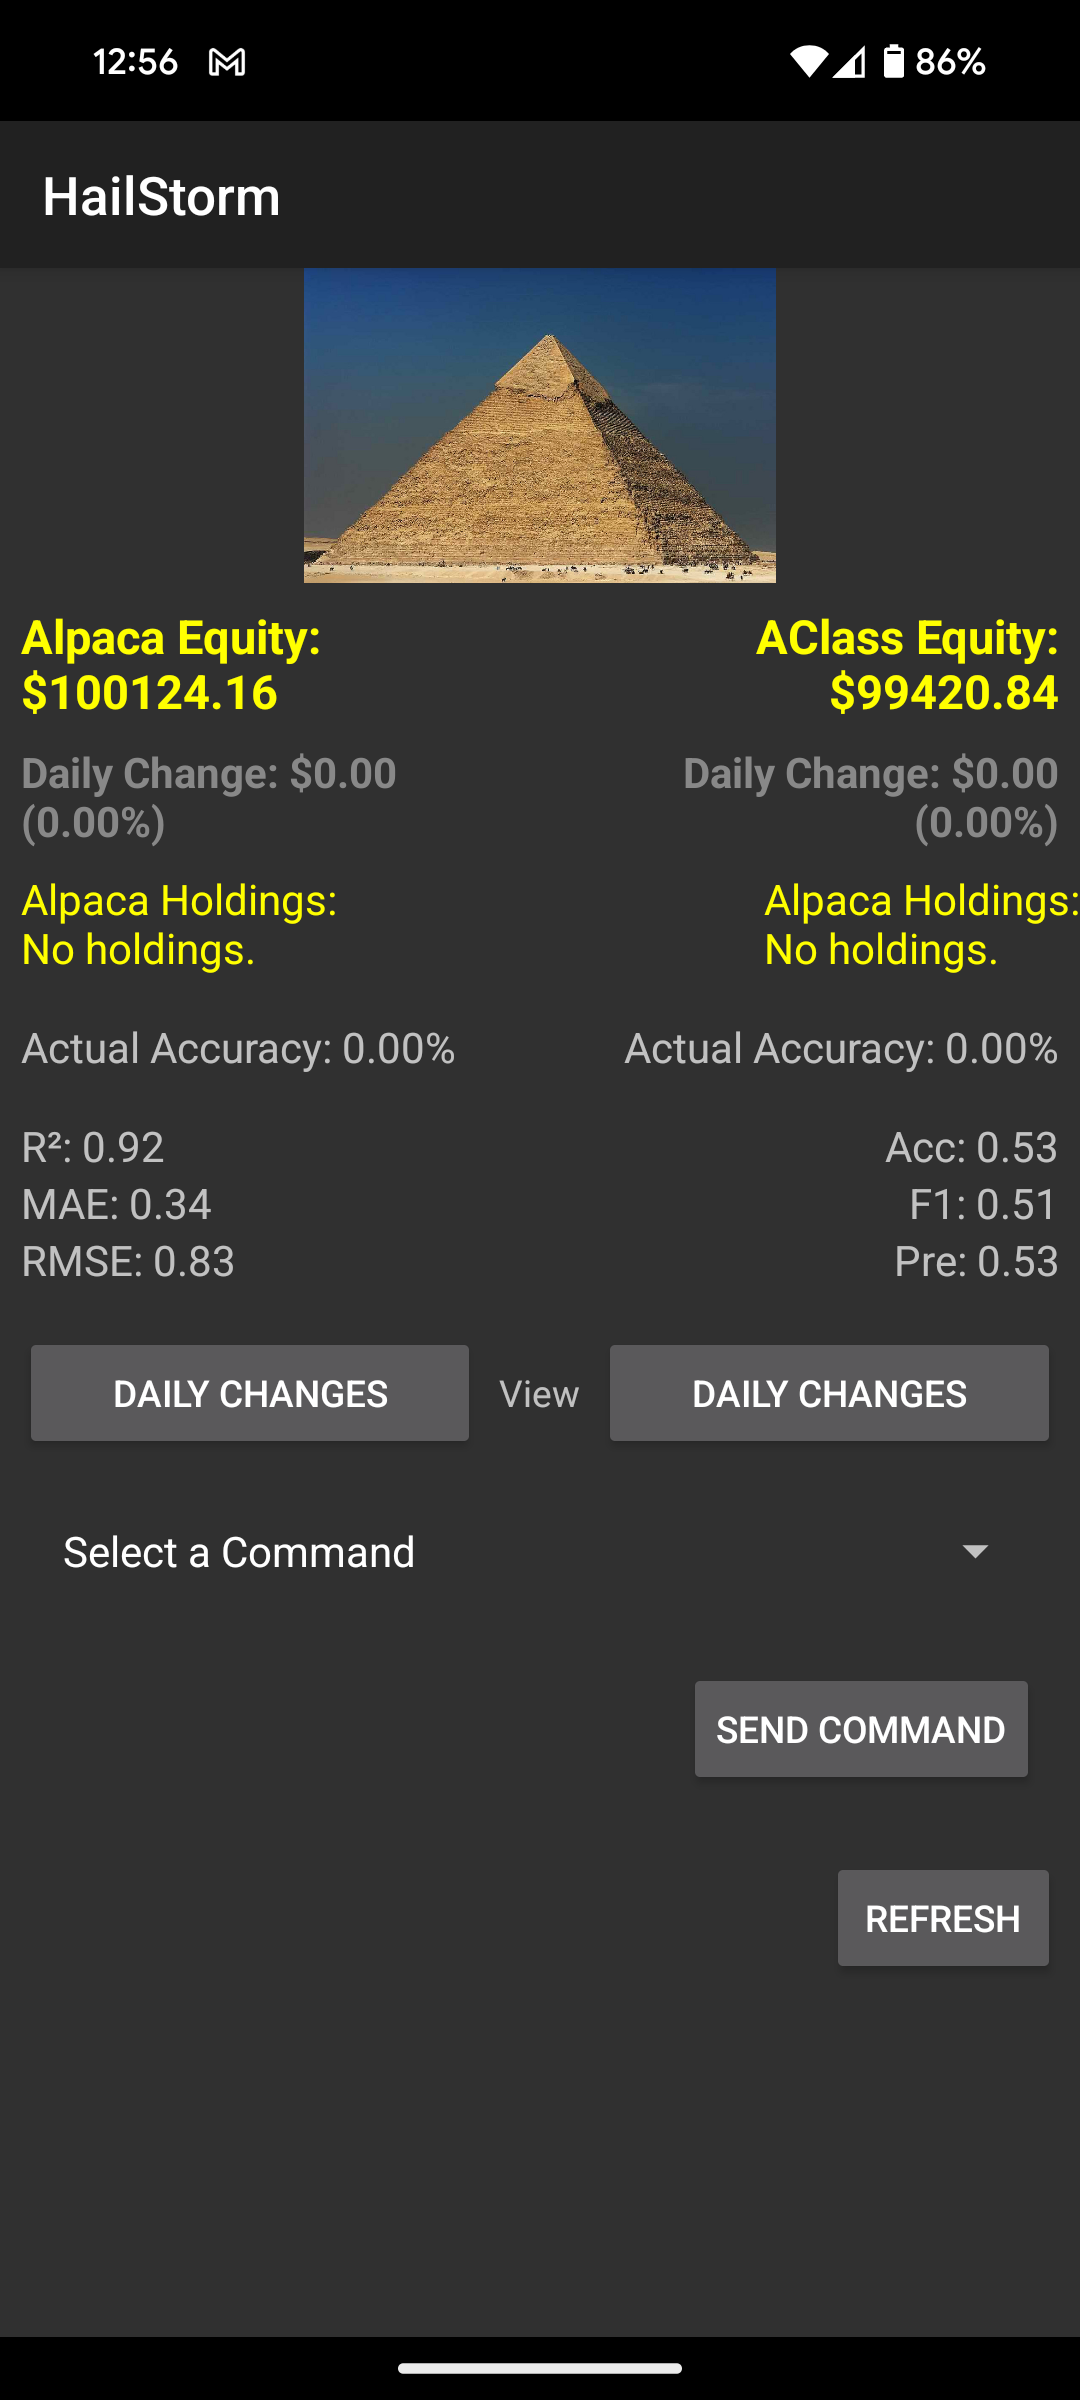 12:56
86%
HailStorm
Alpaca Equity:
$100124.16
AClass Equity:
$99420.84
Daily Change: $0.00
(0.00%)
Daily Change: $0.00
(0.00%)
Alpaca Holdings:
No holdings.
Alpaca Holdings:
No holdings.
Actual Accuracy: 0.00%
Actual Accuracy: 0.00%
R²: 0.92
MAE: 0.34
RMSE: 0.83
Acc: 0.53
F1: 0.51
Pre: 0.53
DAILY CHANGES
View
DAILY CHANGES
Select a Command
SEND COMMAND
REFRESH